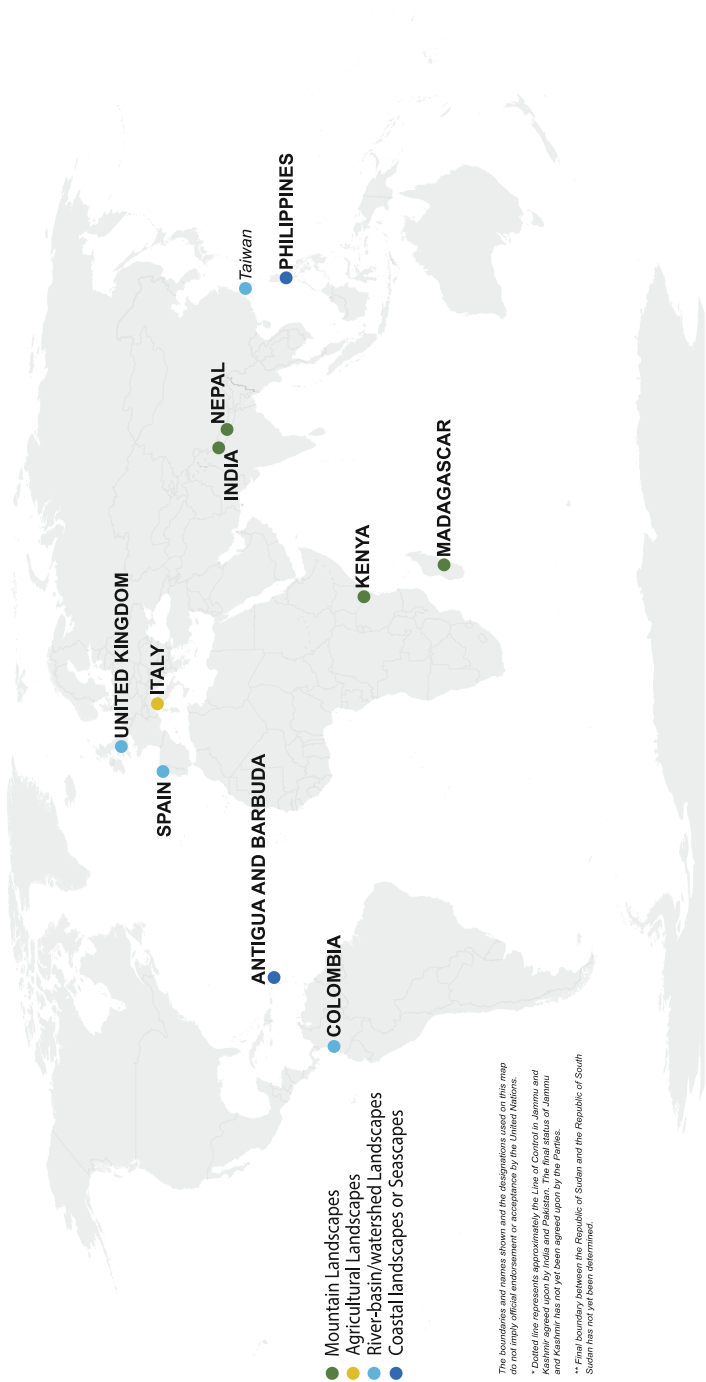 UNITED KINGDOM
ITALY
SPAIN
ANTIGUA AND BARBUDA
COLOMBIA
NEPAL
INDIA
Taiwan
PHILIPPINES
KENYA
MADAGASCAR
Mountain Landscapes
Agricultural Landscapes
River-basin/watershed Landscapes
Coastal landscapes or Seascapes
The boundaries and names shown and the designations used on this map
do not imply official endorsement or acceptance by the United Nations.
* Dotted line represents approximately the Line of Control in Jammu and
Kashmir agreed upon by India and Pakistan. The final status of Jammu
and Kashmir has not yet been agreed upon by the Parties.
** Final boundary between the Republic of Sudan and the Republic of South
Sudan has not yet been determined.